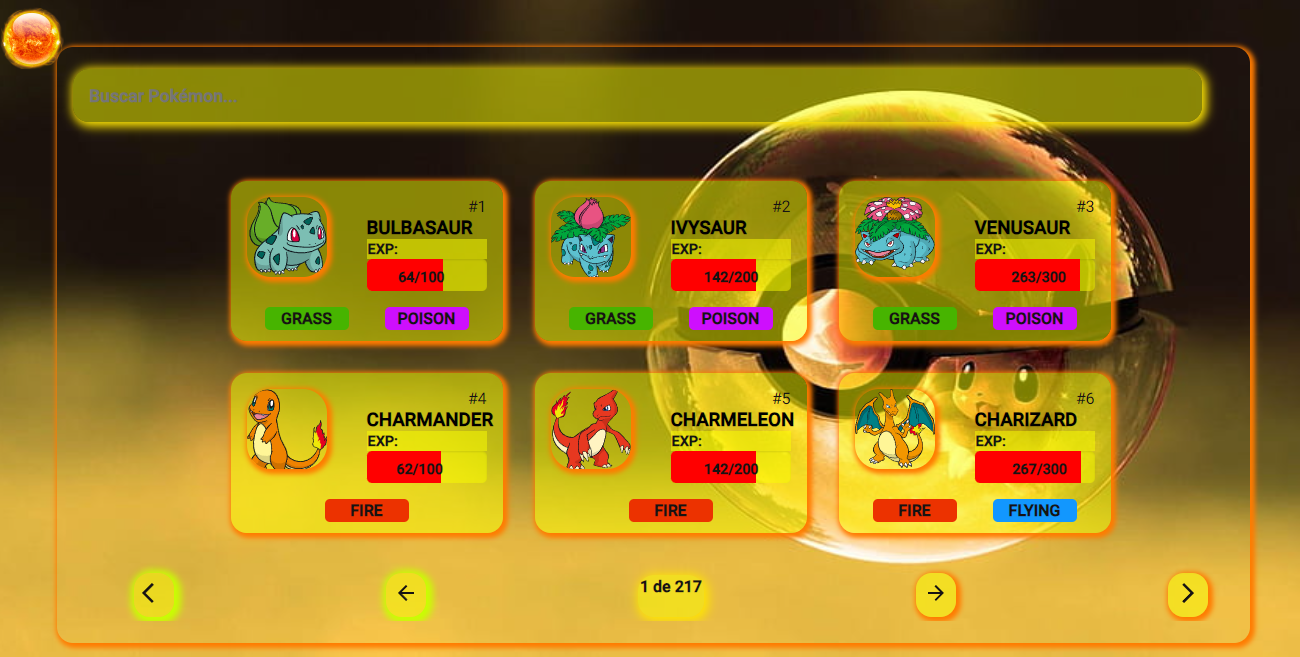 Buscar Pokémon...
#1
BULBASAUR
EXP:
64/100
GRASS POISON
#2
IVYSAUR
EXP:
142/200
GRASS POISON
#3
VENUSAUR
EXP:
263/300
GRASS POISON
#4
CHARMANDER
EXP:
62/100
FIRE
#5
CHARMELEON
EXP:
142/200
FIRE
#6
CHARIZARD
EXP:
267/300
FIRE FLYING
1 de 217